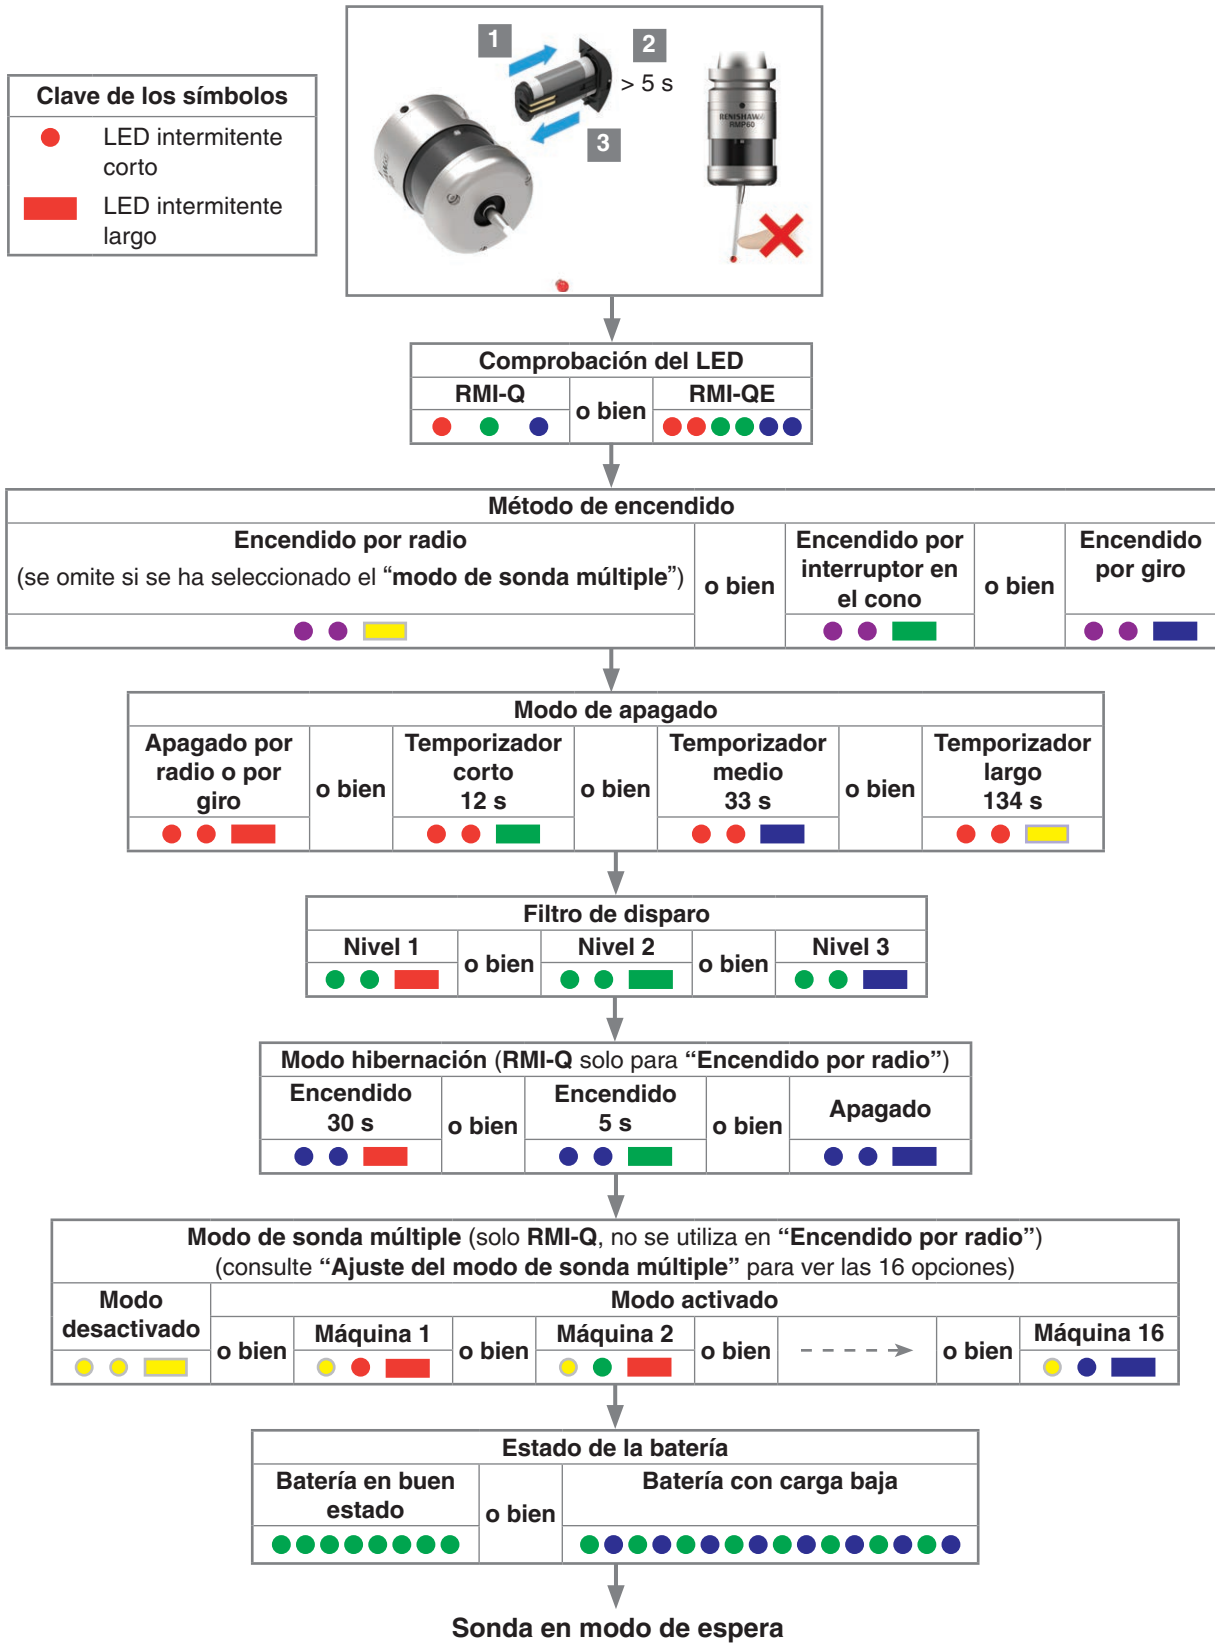 Clave de los símbolos
LED intermitente
corto
LED intermitente
largo
1
2
> 5 s
3
RENISHAW
RMP60
Comprobación del LED
RMI-Q
o bien
RMI-QE
Método de encendido
Encendido por radio
(se omite si se ha seleccionado el “modo de sonda múltiple”)
o bien
Encendido por
interruptor en
el cono
o bien
Encendido
por giro
Modo de apagado
Apagado por
radio o por
giro
o bien
Temporizador
corto
12 s
o bien
Temporizador
medio
33 s
o bien
Temporizador
largo
134 s
Filtro de disparo
Nivel 1
o bien
Nivel 2
o bien
Nivel 3
Modo hibernación (RMI-Q solo para “Encendido por radio”)
Encendido
30 s
o bien
Encendido
5 s
o bien
Apagado
Modo de sonda múltiple (solo RMI-Q, no se utiliza en “Encendido por radio”)
(consulte “Ajuste del modo de sonda múltiple” para ver las 16 opciones)
Modo
desactivado
Modo activado
o bien
Máquina 1
o bien
Máquina 2
o bien
o bien
Máquina 16
Estado de la batería
Batería en buen
estado
o bien
Batería con carga baja
Sonda en modo de espera